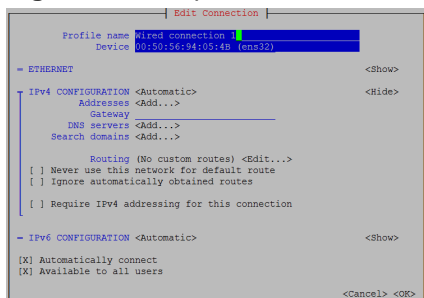 Edit Connection
Profile name Wired connection 1
Device 00:50:56:94:05:4B (ens32)
= ETHERNET <Show>
IPv4 CONFIGURATION <Automatic> <Hide>
Addresses <Add...>
Gateway
DNS servers <Add...>
Search domains <Add...>
Routing (No custom routes) <Edit...>
[ ] Never use this network for default route
[ ] Ignore automatically obtained routes
[ ] Require IPv4 addressing for this connection
= IPv6 CONFIGURATION <Automatic> <Show>
[X] Automatically connect
[X] Available to all users
<Cancel> <OK>